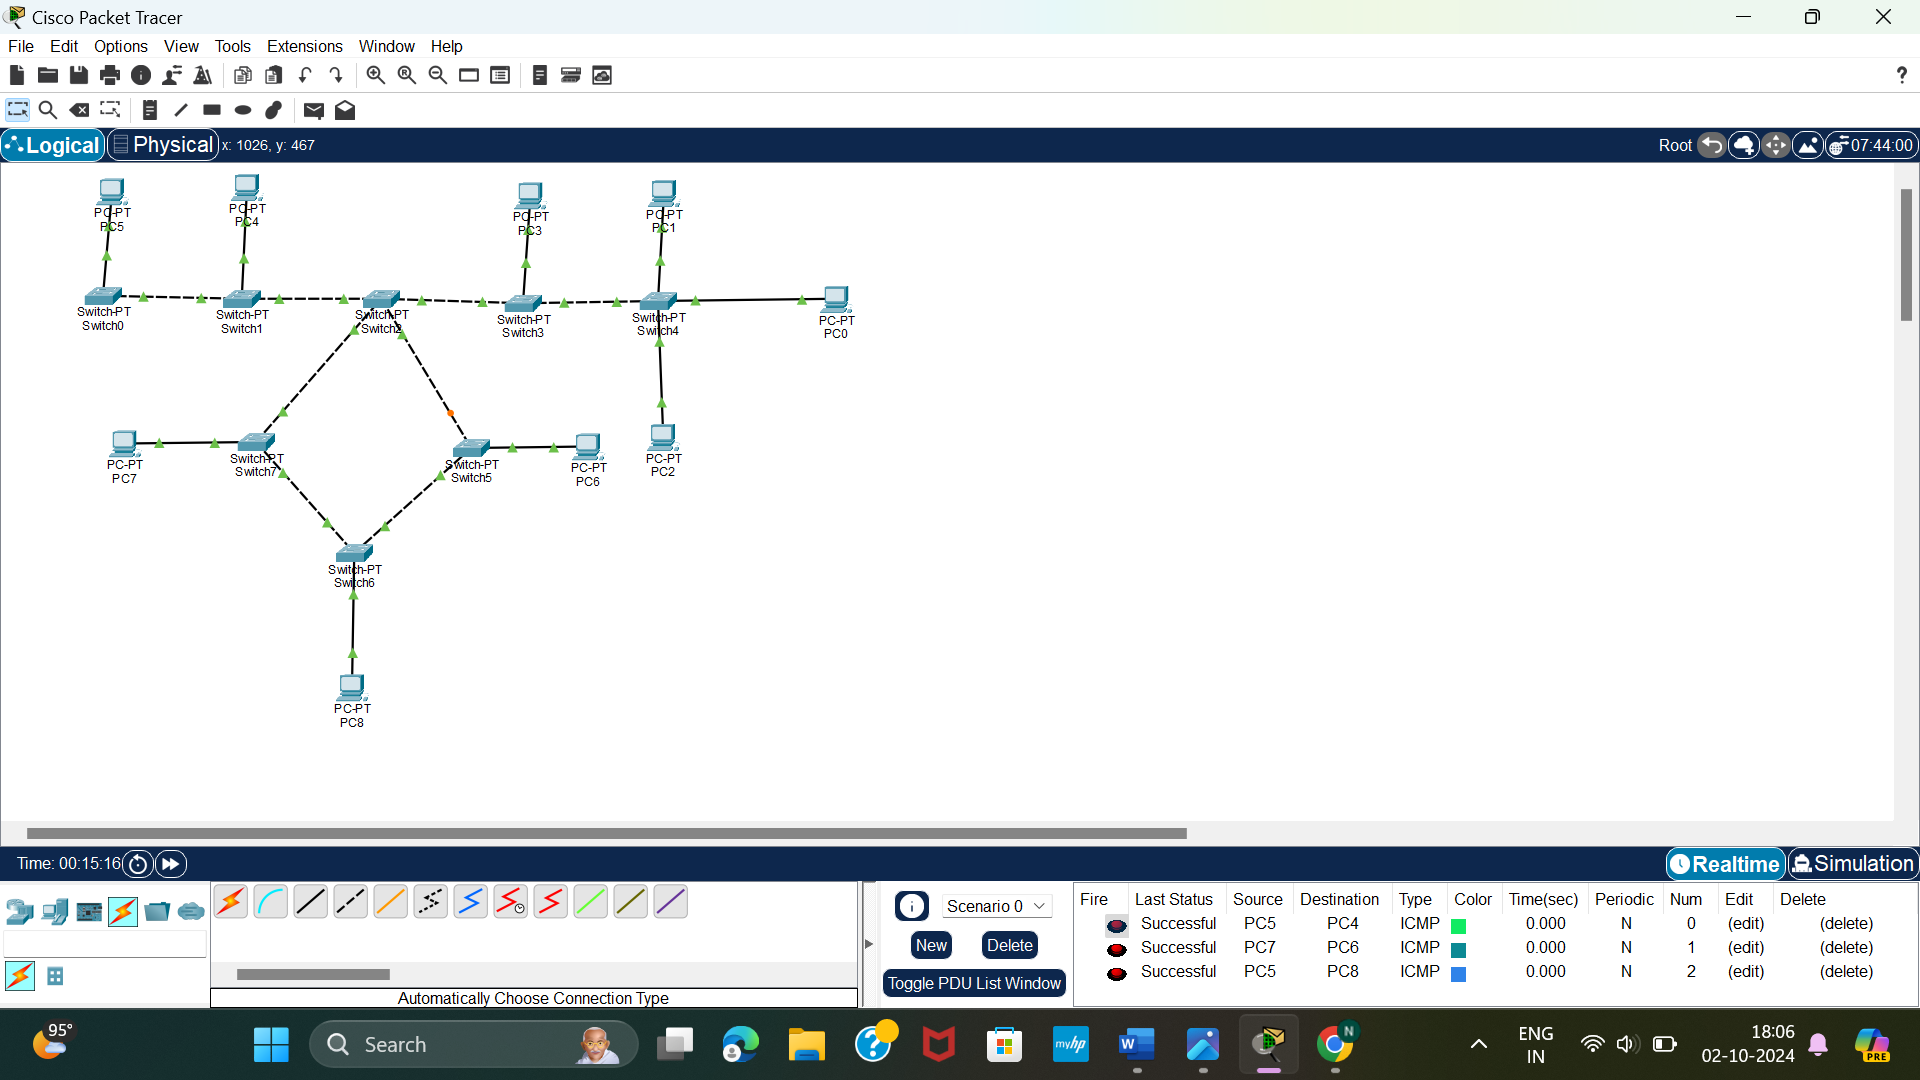 Cisco Packet Tracer
File Edit Options View Tools Extensions Window Help
?
Logical Physical x: 1026, y: 467 Root 07:44:00
PC-PT
PC5
PC-PT
PC4
PC-PT
PC3
PC-PT
PC1
Switch-PT
Switch0
Switch-PT
Switch1
Switch-PT
Switch2
Switch-PT
Switch3
Switch-PT
Switch4
PC-PT
PC0
PC-PT
PC7
Switch-PT
Switch7
Switch-PT
Switch5
PC-PT
PC6
PC-PT
PC2
Switch-PT
Switch6
PC-PT
PC8
Time: 00:15:16 Realtime Simulation
Automatically Choose Connection Type
Scenario 0
New Delete
Toggle PDU List Window
Fire Last Status Source Destination Type Color Time(sec) Periodic Num Edit Delete
Successful PC5 PC4 ICMP 0.000 N 0 (edit) (delete)
Successful PC7 PC6 ICMP 0.000 N 1 (edit) (delete)
Successful PC5 PC8 ICMP 0.000 N 2 (edit) (delete)
95°
Search
myhp
W
N
ENG
IN
18:06
02-10-2024
PRE